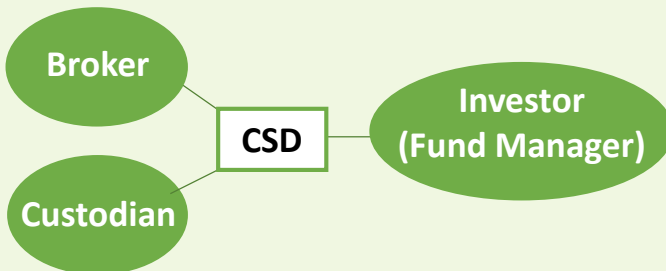 Broker
CSD
Investor
(Fund Manager)
Custodian